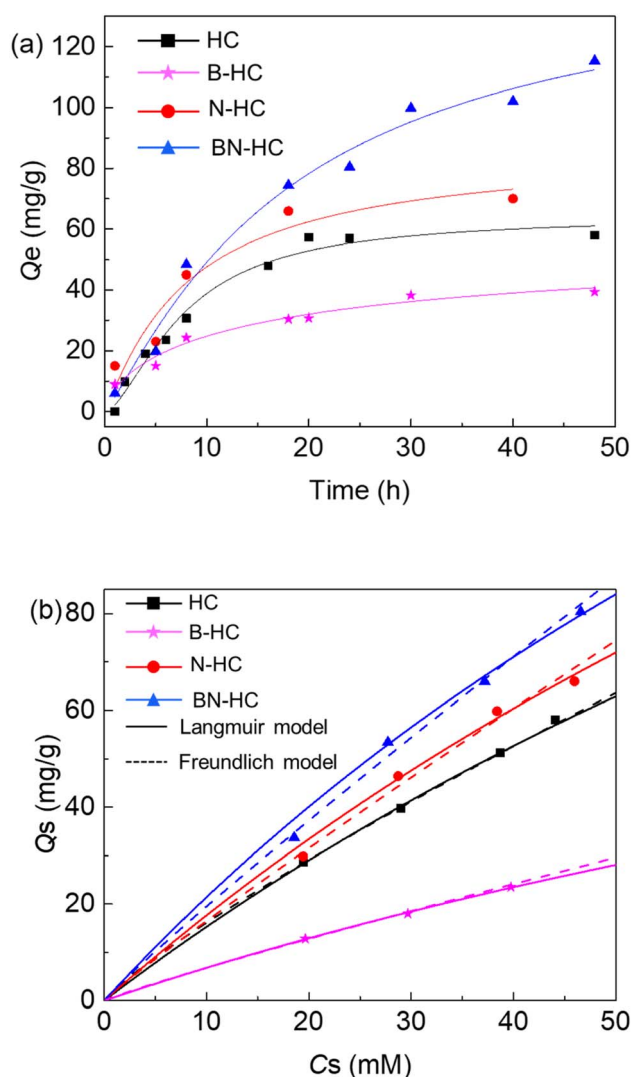 (a)
HC
B-HC
N-HC
BN-HC
Qe (mg/g)
120
100
80
60
40
20
0
0 10 20 30 40 50
Time (h)
(b)
HC
B-HC
N-HC
BN-HC
Langmuir model
Freundlich model
Qs (mg/g)
80
60
40
20
0
0 10 20 30 40 50
Cs (mM)